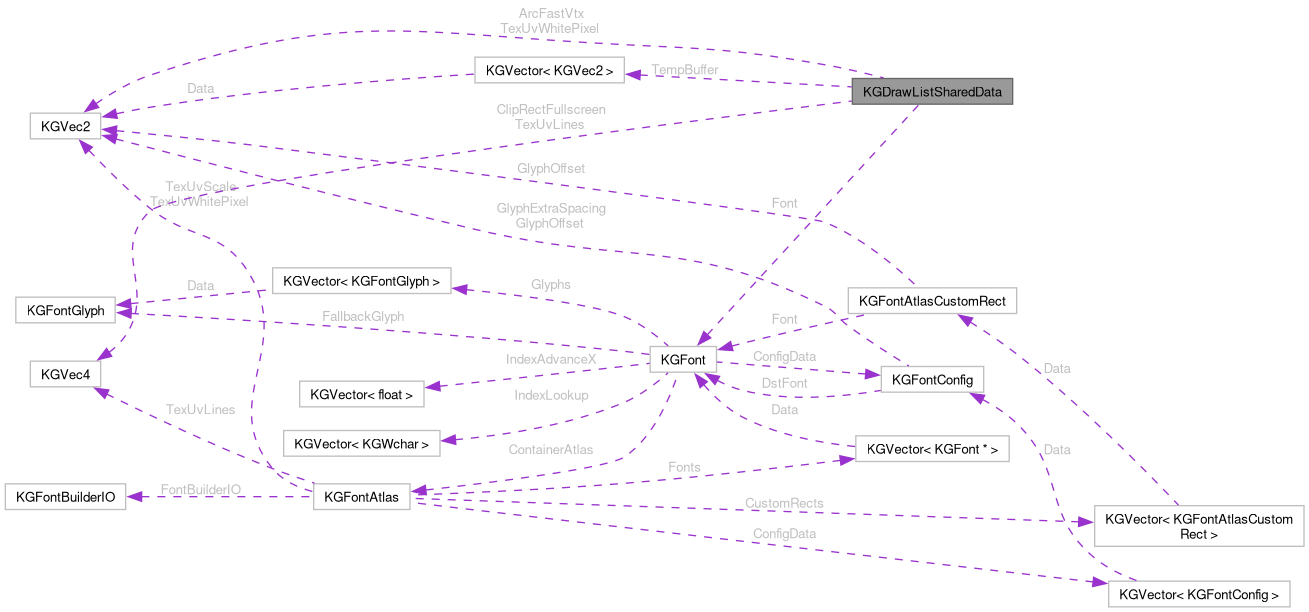 ArcFastVtx
TexUvWhitePixel
KGVector< KGVec2 >
TempBuffer
KGDrawListSharedData
Data
KGVec2
ClipRectFullscreen
TexUvLines
GlyphOffset
TexUvScale
TexUvWhitePixel
GlyphExtraSpacing
GlyphOffset
Font
KGVector< KGFontGlyph >
Glyphs
Data
KGFontAtlasCustomRect
KGFontGlyph
FallbackGlyph
Font
KGFont
ConfigData
IndexAdvanceX
KGVec4
KGFontConfig
DstFont
Data
KGVector< float >
IndexLookup
TexUvLines
Data
KGVector< KGWchar >
ContainerAtlas
KGVector< KGFont * >
Data
Fonts
KGFontBuilderIO
FontBuilderIO
KGFontAtlas
CustomRects
KGVector< KGFontAtlasCustom
Rect >
ConfigData
KGVector< KGFontConfig >